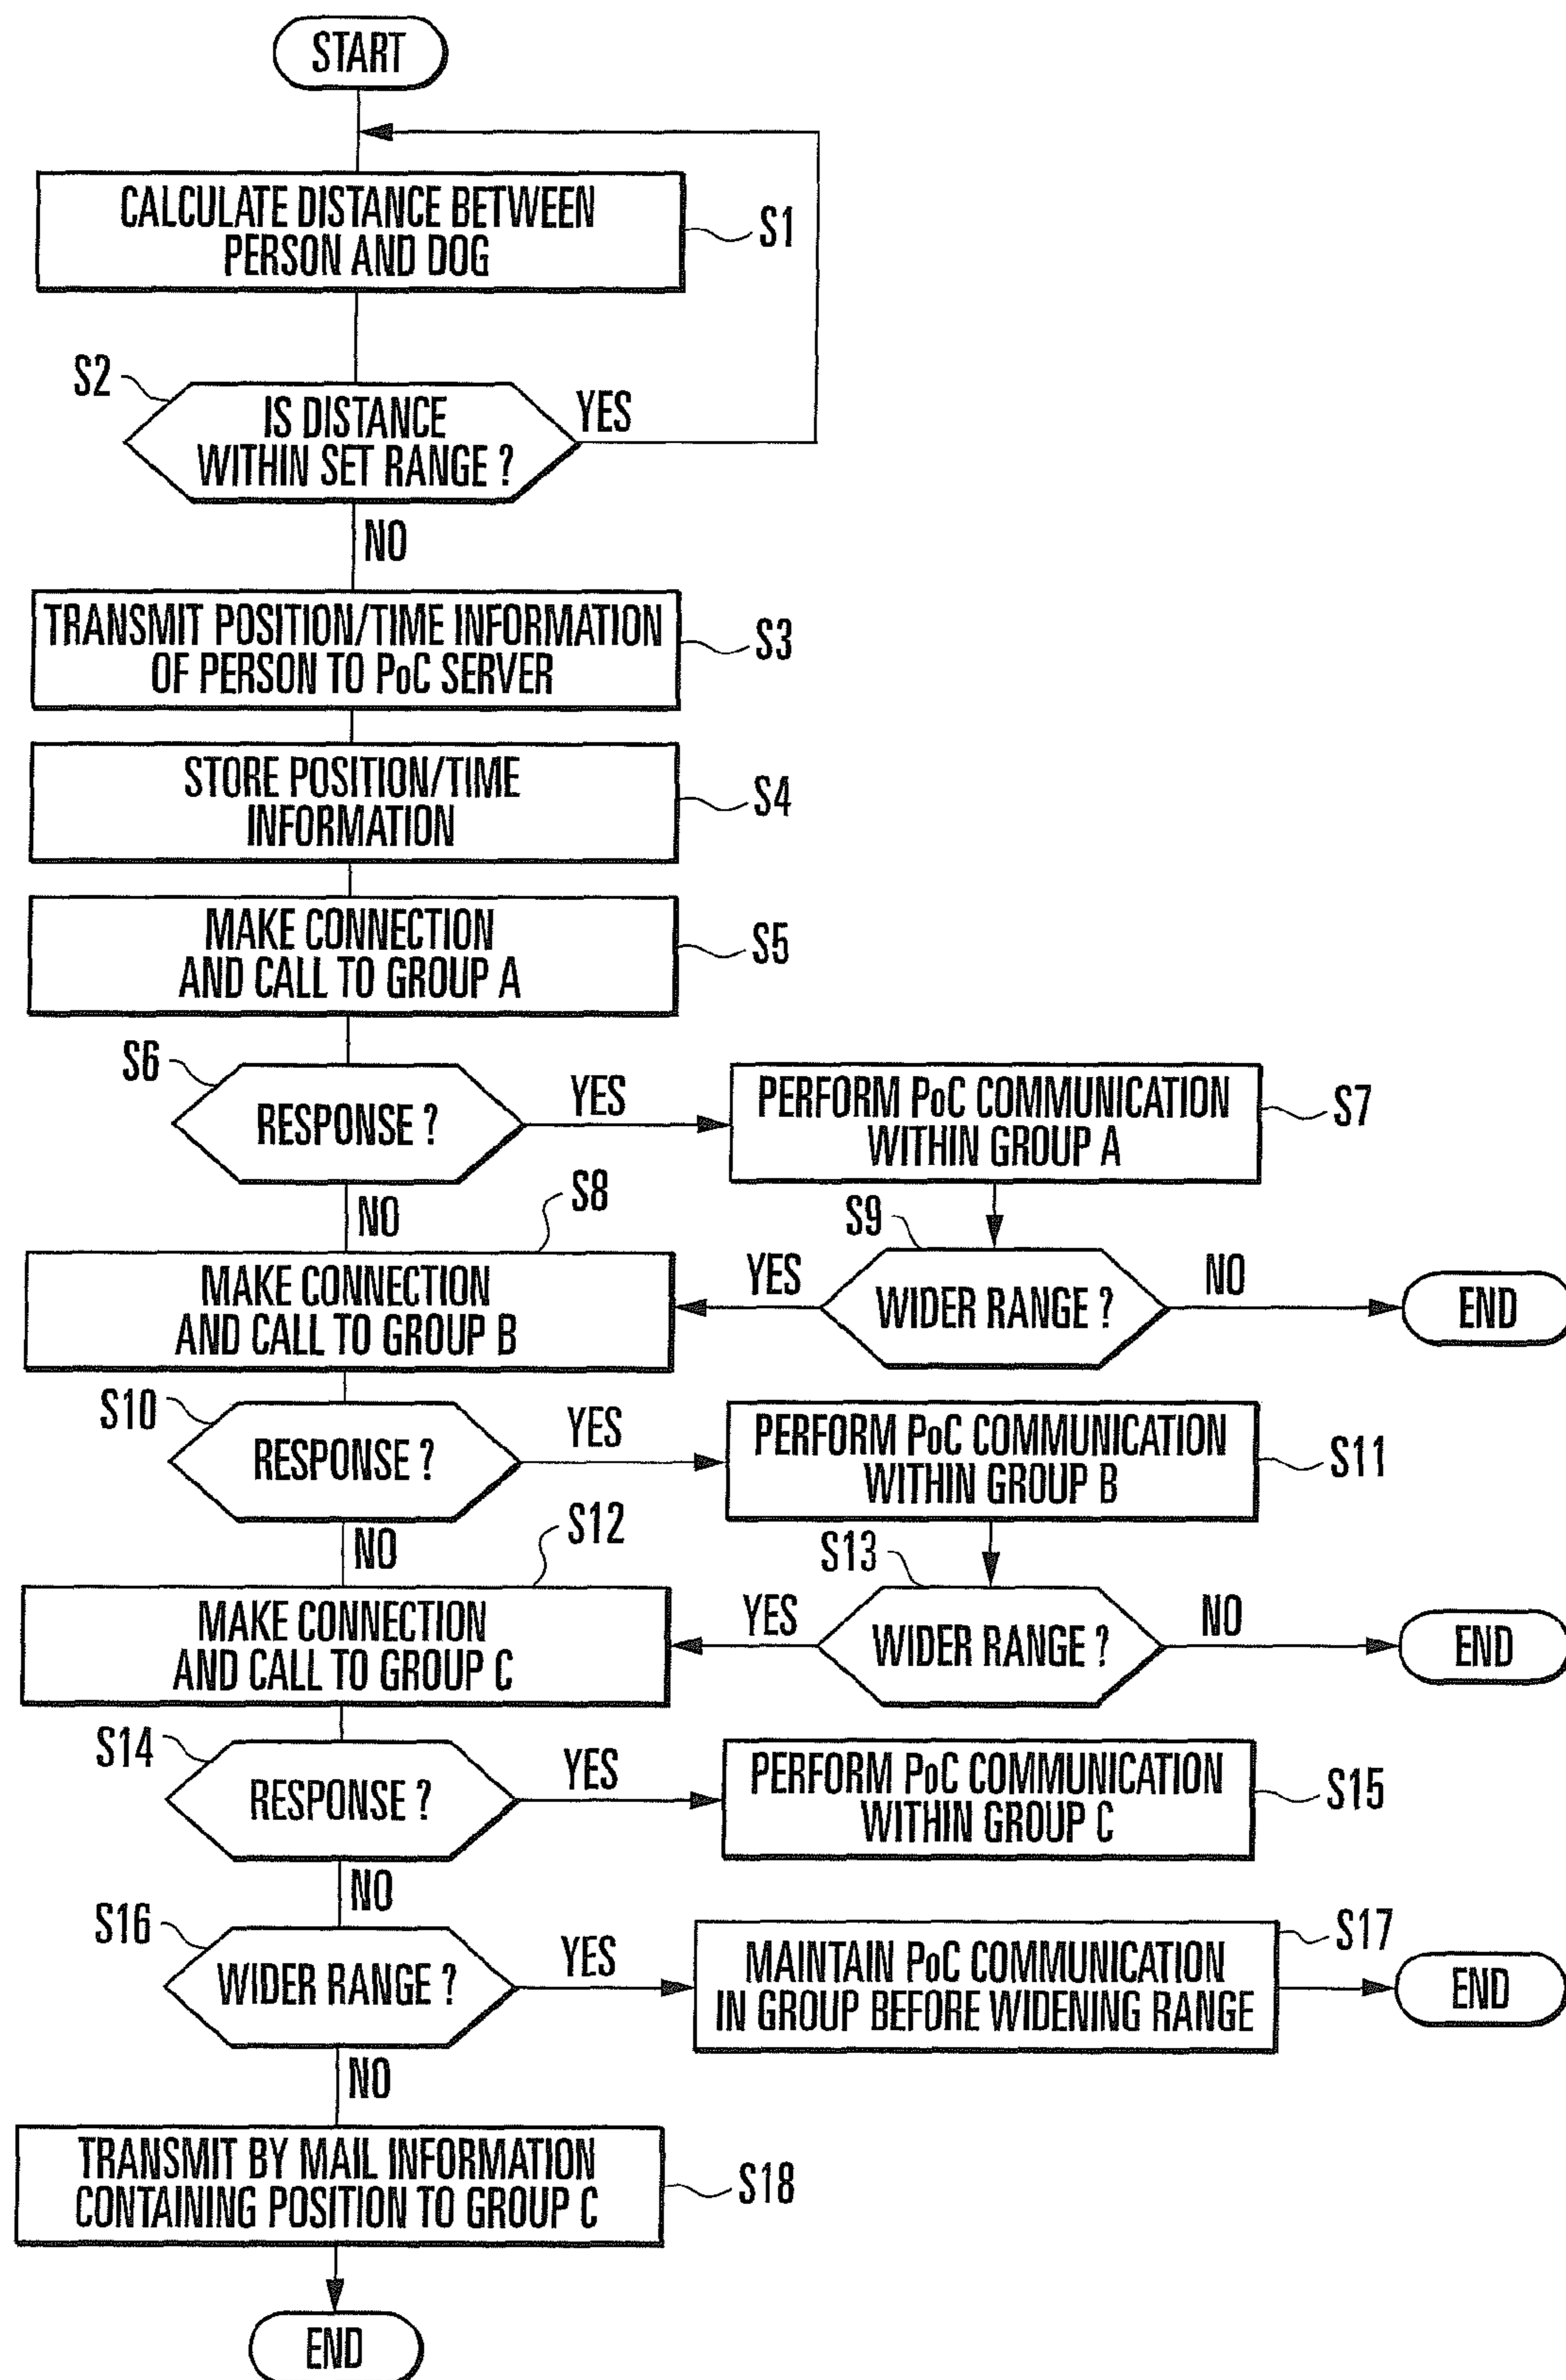 START
CALCULATE DISTANCE BETWEEN
PERSON AND DOG
S1
S2
IS DISTANCE
WITHIN SET RANGE ?
YES
NO
TRANSMIT POSITION/TIME INFORMATION
OF PERSON TO PoC SERVER
S3
STORE POSITION/TIME
INFORMATION
S4
MAKE CONNECTION
AND CALL TO GROUP A
S5
S6
RESPONSE ?
YES
PERFORM PoC COMMUNICATION
WITHIN GROUP A
S7
NO
S8
MAKE CONNECTION
AND CALL TO GROUP B
S9
YES
WIDER RANGE ?
NO
END
S10
RESPONSE ?
YES
PERFORM PoC COMMUNICATION
WITHIN GROUP B
S11
NO
S12
MAKE CONNECTION
AND CALL TO GROUP C
S13
YES
WIDER RANGE ?
NO
END
S14
RESPONSE ?
YES
PERFORM PoC COMMUNICATION
WITHIN GROUP C
S15
NO
S16
WIDER RANGE ?
YES
MAINTAIN PoC COMMUNICATION
IN GROUP BEFORE WIDENING RANGE
S17
END
NO
TRANSMIT BY MAIL INFORMATION
CONTAINING POSITION TO GROUP C
S18
END